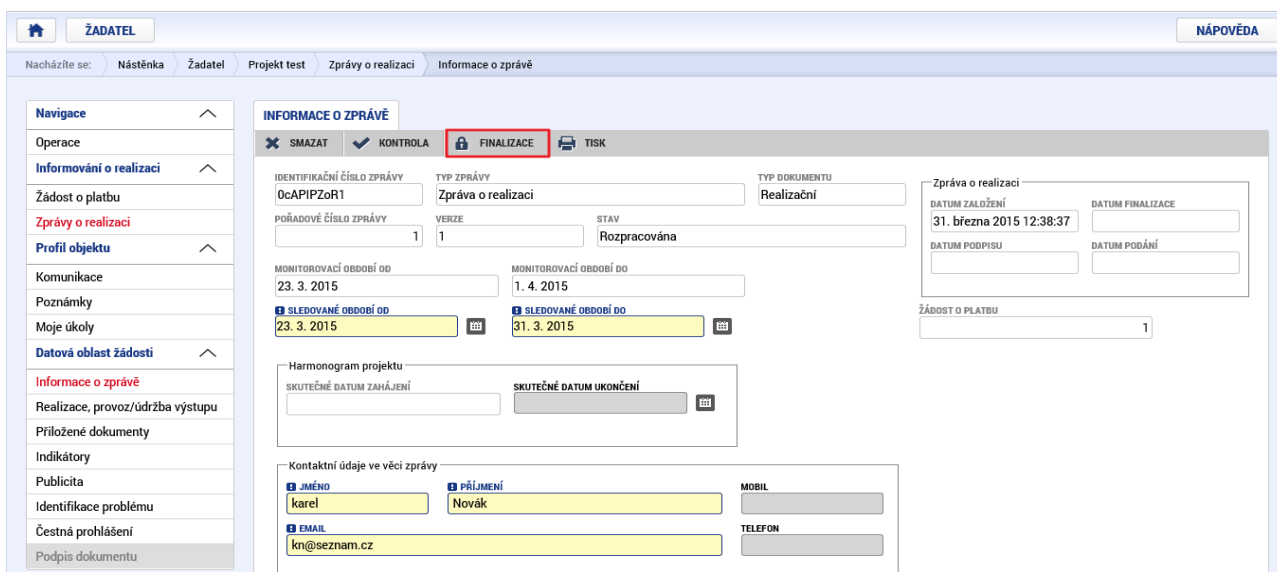 ŽADATEL
NÁPOVĚDA
Nacházíte se: Nástěnka Žadatel Projekt test Zprávy o realizaci Informace o zprávě
Navigace
Operace
Informování o realizaci
Žádost o platbu
Zprávy o realizaci
Profil objektu
Komunikace
Poznámky
Moje úkoly
Datová oblast žádosti
Informace o zprávě
Realizace, provoz/údržba výstupu
Přiložené dokumenty
Indikátory
Publicita
Identifikace problému
Čestná prohlášení
Podpis dokumentu
INFORMACE O ZPRÁVĚ
SMAZAT KONTROLA FINALIZACE TISK
IDENTIFIKAČNÍ ČÍSLO ZPRÁVY TYP ZPRÁVY TYP DOKUMENTU
0cAPIPZoR1 Zpráva o realizaci Realizační
POŘADOVÉ ČÍSLO ZPRÁVY VERZE STAV
1 1 Rozpracována
MONITOROVACÍ OBDOBÍ OD MONITOROVACÍ OBDOBÍ DO
23. 3. 2015 1. 4. 2015
SLEDOVANÉ OBDOBÍ OD SLEDOVANÉ OBDOBÍ DO
23. 3. 2015 31. 3. 2015
Zpráva o realizaci
DATUM ZALOŽENÍ DATUM FINALIZACE
31. března 2015 12:38:37
DATUM PODPISU DATUM PODÁNÍ
ŽÁDOST O PLATBU
1
Harmonogram projektu
SKUTEČNÉ DATUM ZAHÁJENÍ SKUTEČNÉ DATUM UKONČENÍ
Kontaktní údaje ve věci zprávy
JMÉNO PŘÍJMENÍ MOBIL
karel Novák
EMAIL TELEFON
kn@seznam.cz